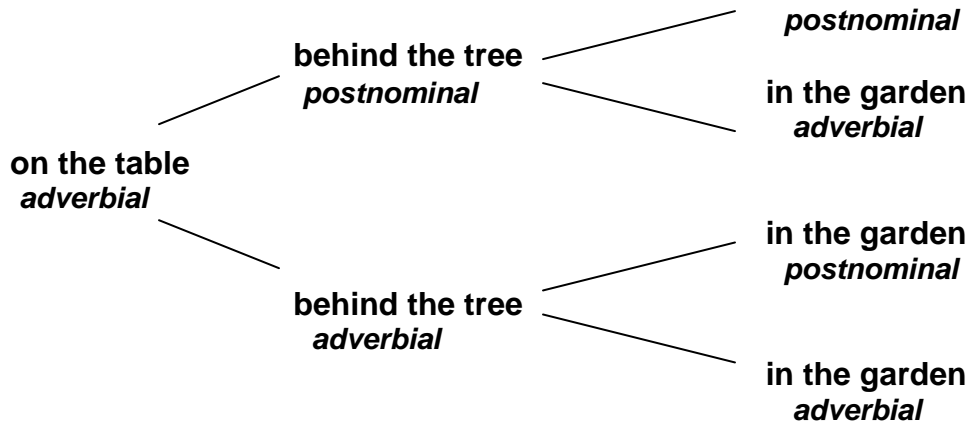 postnominal
behind the tree
postnominal
in the garden
adverbial
on the table
adverbial
in the garden
postnominal
behind the tree
adverbial
in the garden
adverbial